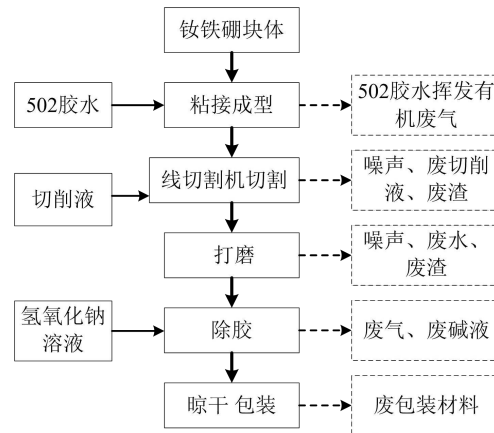 钕铁硼块体
502胶水
粘接成型
502胶水挥发有
机废气
切削液
线切割机切割
噪声、废切削
液、废渣
打磨
噪声、废水、
废渣
氢氧化钠
溶液
除胶
废气、废碱液
晾干 包装
废包装材料